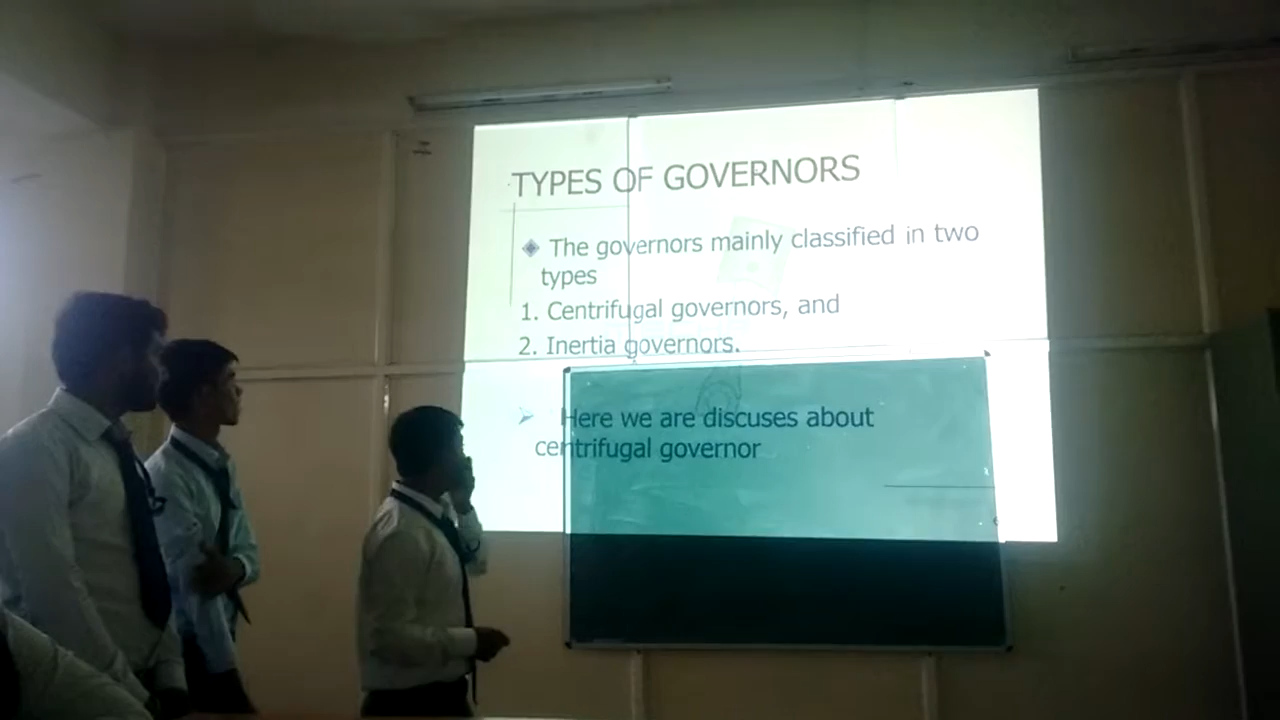 TYPES OF GOVERNORS
The governors mainly classified in two
types
1. Centrifugal governors, and
2. Inertia governors.
Here we are discuses about
centrifugal governor